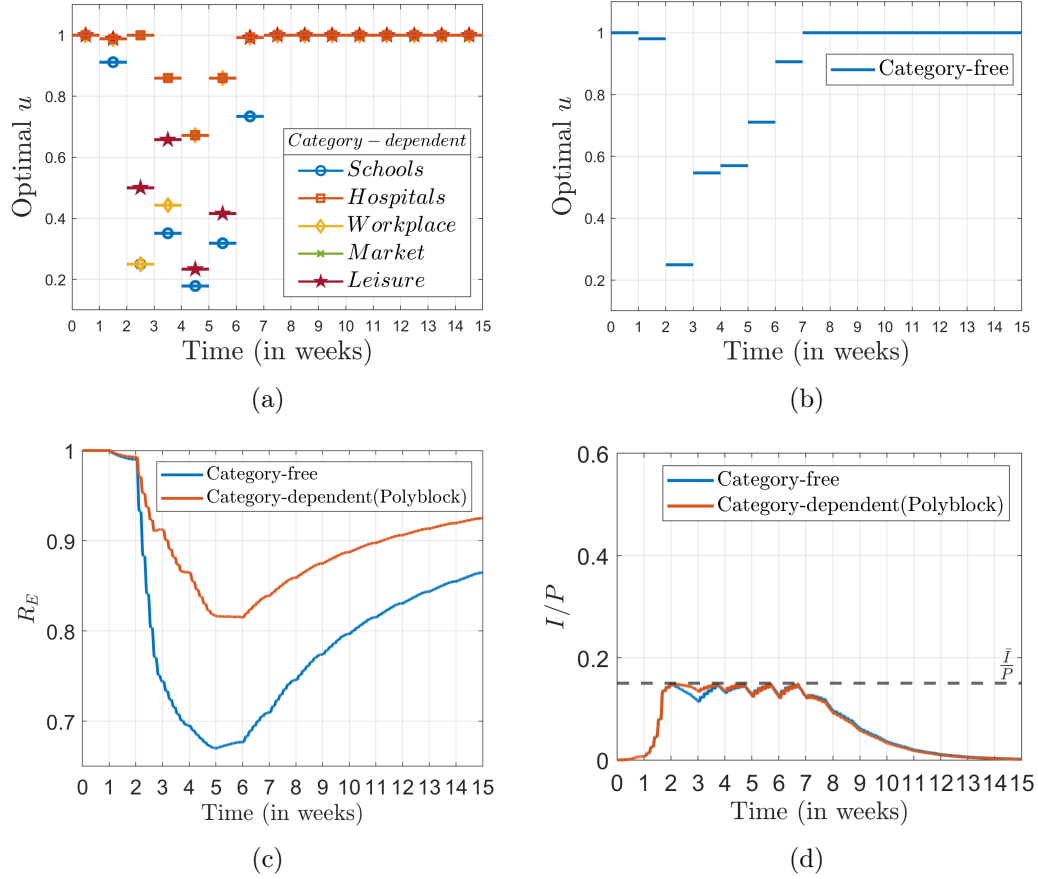 1
0.8
0.6
0.4
0.2
Optimal u
Category - dependent
Schools
Hospitals
Workplace
Market
Leisure
0 1 2 3 4 5 6 7 8 9 10 11 12 13 14 15
Time (in weeks)
(a)
1
0.8
0.6
0.4
0.2
Optimal u
Category-free
0 1 2 3 4 5 6 7 8 9 10 11 12 13 14 15
Time (in weeks)
(b)
1
0.9
0.8
0.7
R_E
Category-free
Category-dependent(Polyblock)
0 1 2 3 4 5 6 7 8 9 10 11 12 13 14 15
Time (in weeks)
(c)
0.6
0.4
0.2
0
I/P
Category-free
Category-dependent(Polyblock)
Ī/P
0 1 2 3 4 5 6 7 8 9 10 11 12 13 14 15
Time (in weeks)
(d)